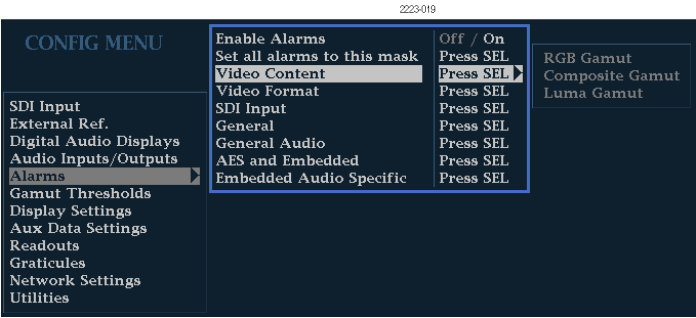 2223-019
CONFIG MENU
SDI Input
External Ref.
Digital Audio Displays
Audio Inputs/Outputs
Alarms
Gamut Thresholds
Display Settings
Aux Data Settings
Readouts
Graticules
Network Settings
Utilities
Enable Alarms Off / On
Set all alarms to this mask Press SEL
Video Content Press SEL
Video Format Press SEL
SDI Input Press SEL
General Press SEL
General Audio Press SEL
AES and Embedded Press SEL
Embedded Audio Specific Press SEL
RGB Gamut
Composite Gamut
Luma Gamut